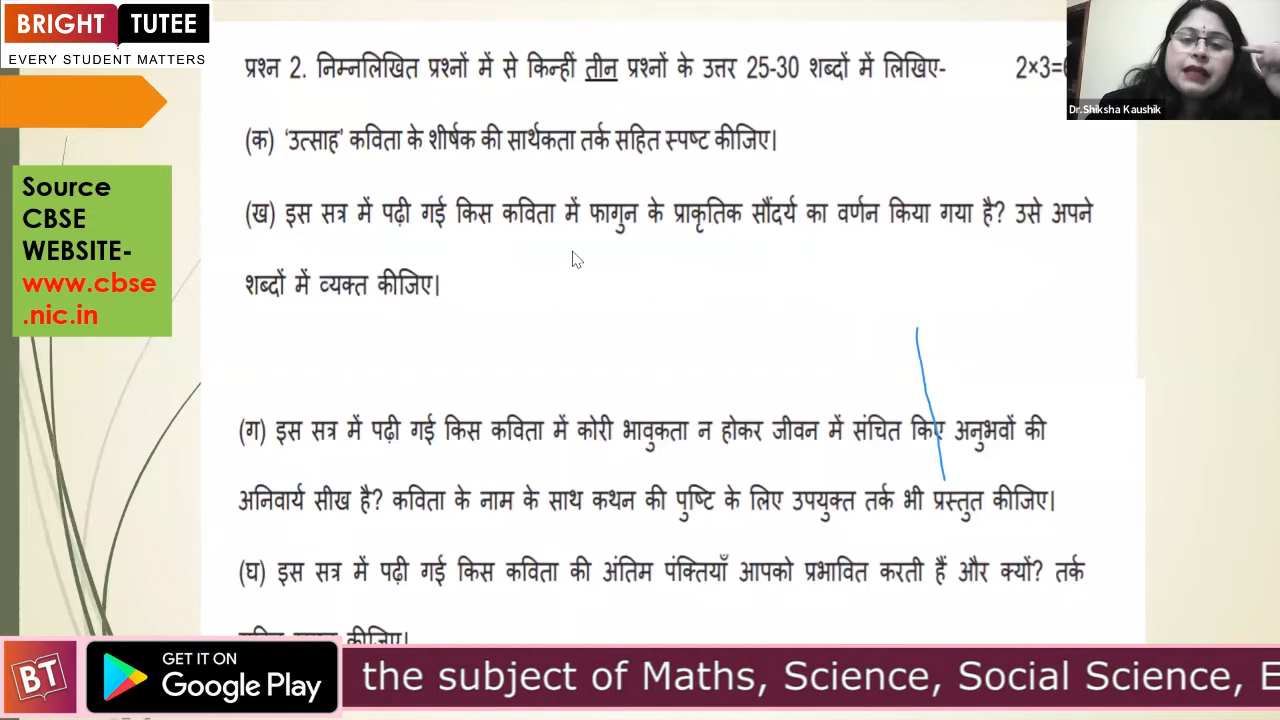 BRIGHT TUTEE
EVERY STUDENT MATTERS
प्रश्न 2. निम्नलिखित प्रश्नों में से किन्हीं तीन प्रश्नों के उत्तर 25-30 शब्दों में लिखिए- 2×3=
Dr.Shiksha Kaushik
(क) 'उत्साह' कविता के शीर्षक की सार्थकता तर्क सहित स्पष्ट कीजिए।
Source
CBSE
WEBSITE-
www.cbse
.nic.in
(ख) इस सत्र में पढ़ी गई किस कविता में फागुन के प्राकृतिक सौंदर्य का वर्णन किया गया है? उसे अपने
शब्दों में व्यक्त कीजिए।
(ग) इस सत्र में पढ़ी गई किस कविता में कोरी भावुकता न होकर जीवन में संचित किए अनुभवों की
अनिवार्य सीख है? कविता के नाम के साथ कथन की पुष्टि के लिए उपयुक्त तर्क भी प्रस्तुत कीजिए।
(घ) इस सत्र में पढ़ी गई किस कविता की अंतिम पंक्तियाँ आपको प्रभावित करती हैं और क्यों? तर्क
कीजिए।
BT
GET IT ON
Google Play
the subject of Maths, Science, Social Science, E